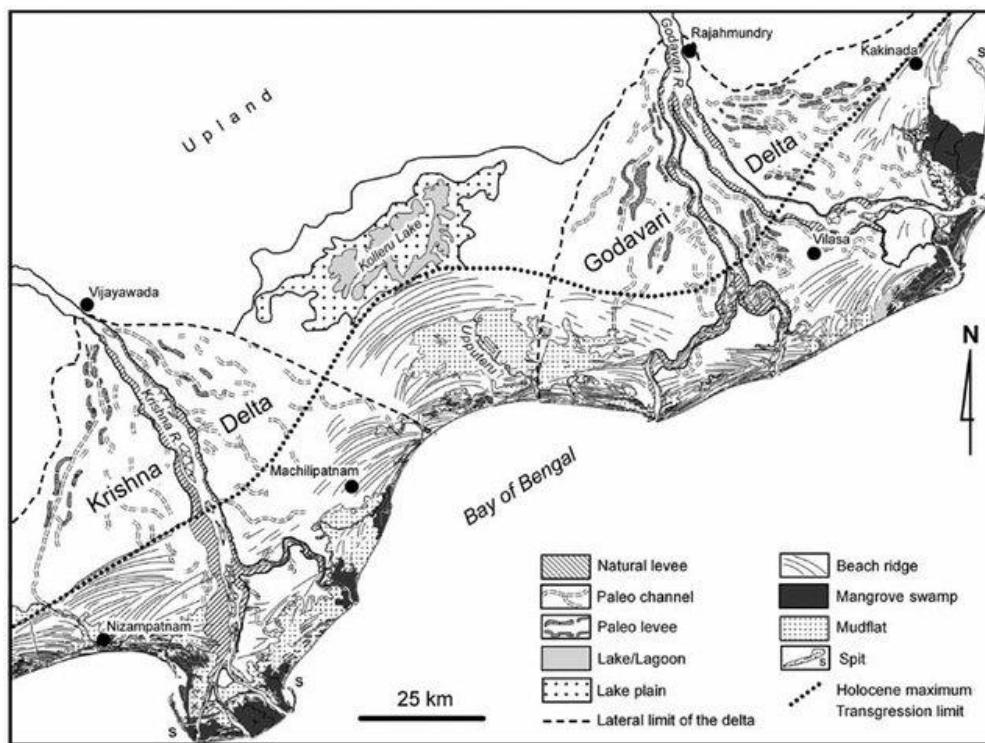 Rajahmundry
Kakinada
S
Godavari R.
Upland
Delta
Kolleru Lake
Godavari
Vilasa
Vijayawada
Upputeru
N
Krishna R.
Delta
Machilipatnam
Krishna
Bay of Bengal
Nizampatnam
S
S
25 km
Natural levee
Paleo channel
Paleo levee
Lake/Lagoon
Lake plain
Lateral limit of the delta
Beach ridge
Mangrove swamp
Mudflat
S
Spit
Holocene maximum
Transgression limit